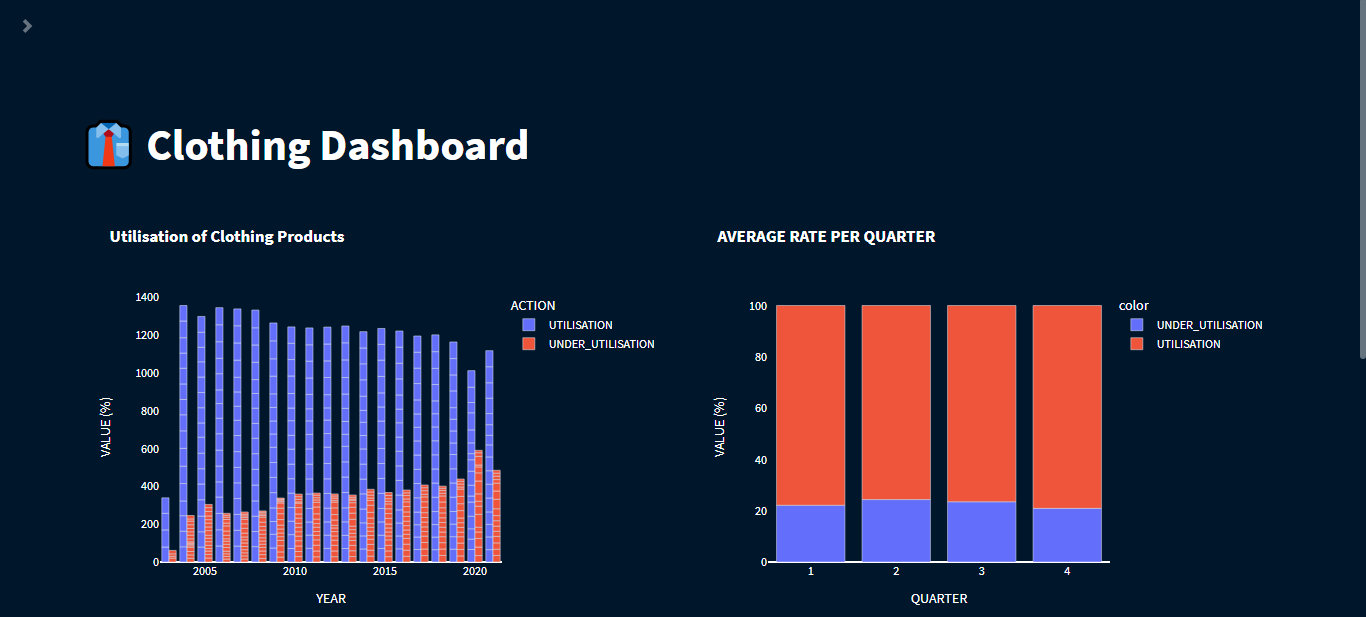 Clothing Dashboard
Utilisation of Clothing Products
1400
1200
1000
800
600
400
200
0
VALUE (%)
2005 2010 2015 2020
YEAR
ACTION
UTILISATION
UNDER_UTILISATION
AVERAGE RATE PER QUARTER
100
80
60
40
20
0
VALUE (%)
1 2 3 4
QUARTER
color
UNDER_UTILISATION
UTILISATION